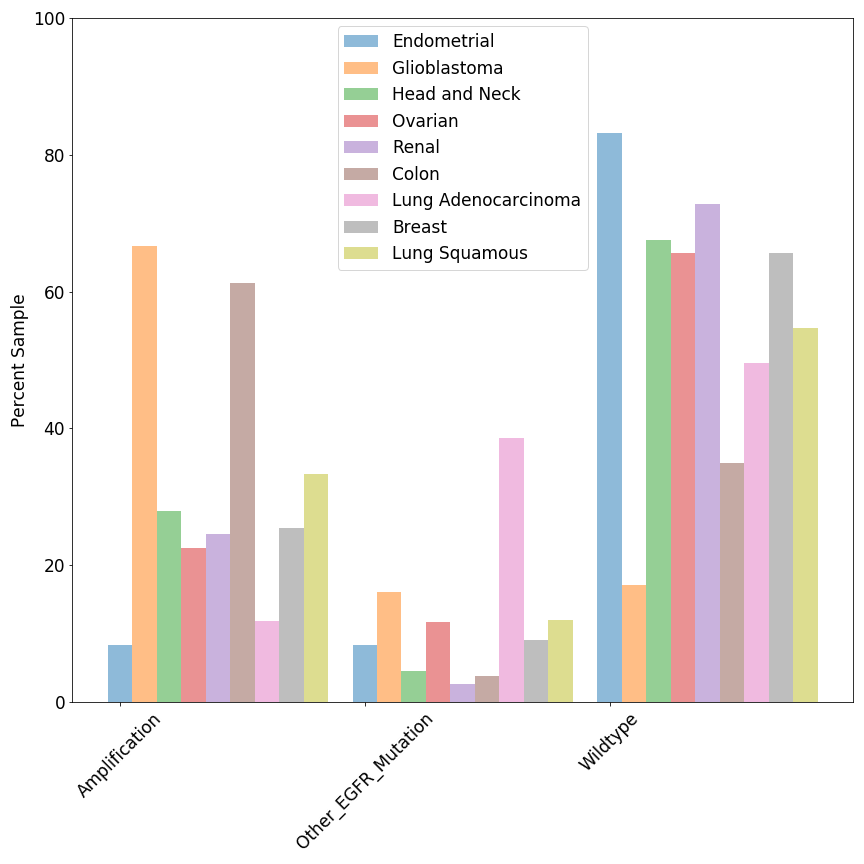 100
80
60
40
20
0
Percent Sample
Endometrial
Glioblastoma
Head and Neck
Ovarian
Renal
Colon
Lung Adenocarcinoma
Breast
Lung Squamous
Amplification
Other_EGFR_Mutation
Wildtype